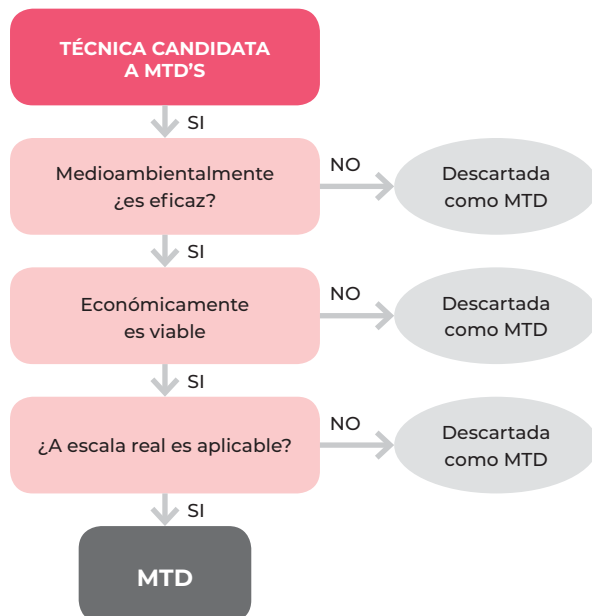 TÉCNICA CANDIDATA
A MTD’S
SI
Medioambientalmente
¿es eficaz?
NO
Descartada
como MTD
SI
Económicamente
es viable
NO
Descartada
como MTD
SI
¿A escala real es aplicable?
NO
Descartada
como MTD
SI
MTD